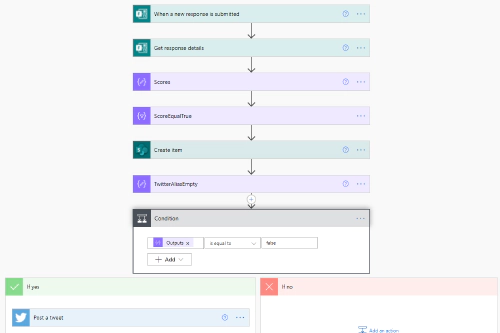 When a new response is submitted
Get response details
Scores
ScoreEqualTrue
Create item
TwitterAliasEmpty
Condition
Outputs x
is equal to
false
+ Add
If yes
If no
Post a tweet
Add an action